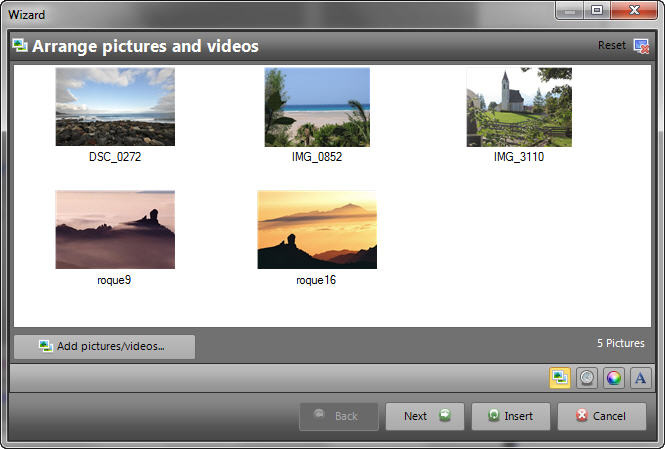 Wizard
Arrange pictures and videos
Reset
DSC_0272
IMG_0852
IMG_3110
roque9
roque16
Add pictures/videos...
5 Pictures
A
Back
Next
Insert
Cancel